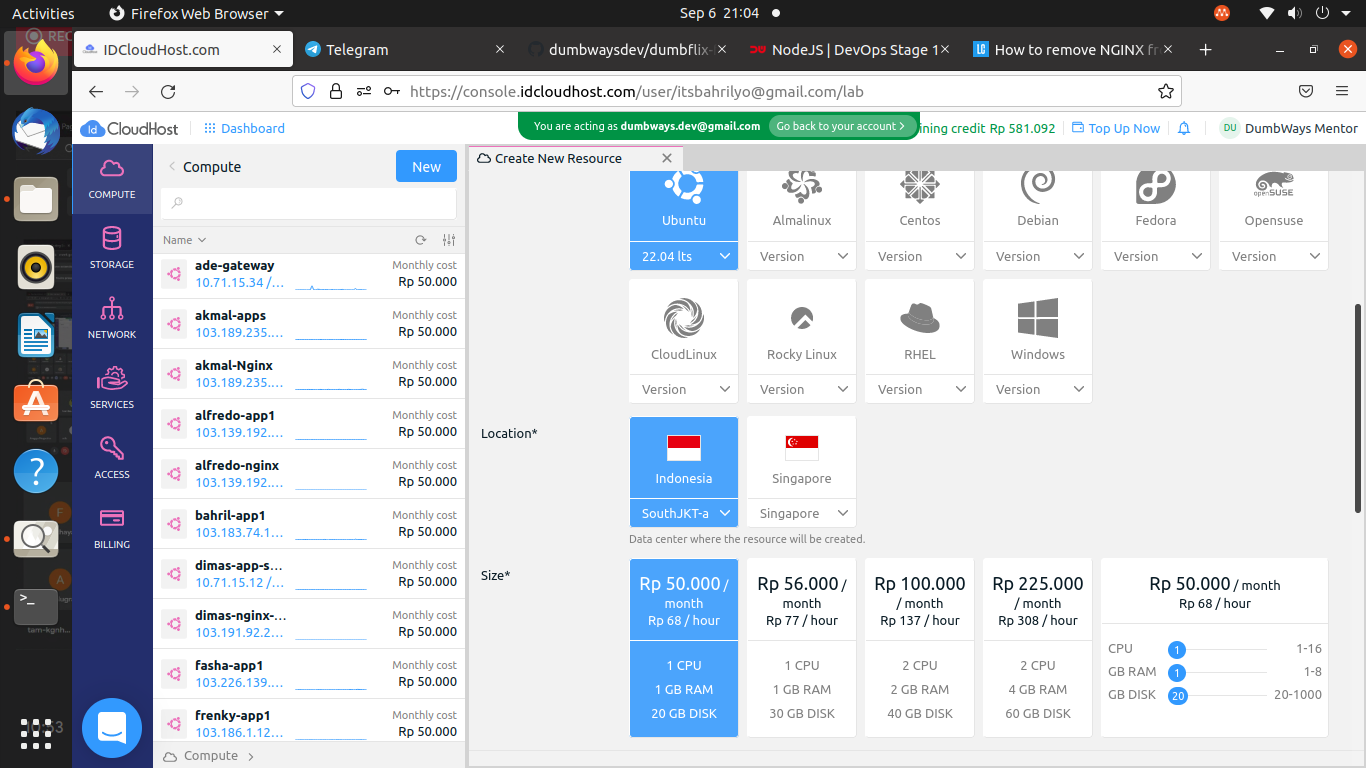 Activities
Firefox Web Browser
Sep 6 21:04
REC
IDCloudHost.com
Telegram
dumbwaysdev/dumbflix-
NodeJS | DevOps Stage 1
How to remove NGINX fr
https://console.idcloudhost.com/user/itsbahrilyo@gmail.com/lab
Id CloudHost
Dashboard
You are acting as dumbways.dev@gmail.com
Go back to your account
ining credit Rp 581.092
Top Up Now
DU
DumbWays Mentor
COMPUTE
STORAGE
NETWORK
SERVICES
ACCESS
BILLING
Compute
New
Name
ade-gateway
Monthly cost
10.71.15.34 /...
Rp 50.000
akmal-apps
Monthly cost
103.189.235....
Rp 50.000
akmal-Nginx
Monthly cost
103.189.235....
Rp 50.000
alfredo-app1
Monthly cost
103.139.192....
Rp 50.000
alfredo-nginx
Monthly cost
103.139.192....
Rp 50.000
bahril-app1
Monthly cost
103.183.74.1...
Rp 50.000
dimas-app-s...
Monthly cost
10.71.15.12 /...
Rp 50.000
dimas-nginx-...
Monthly cost
103.191.92.2...
Rp 50.000
fasha-app1
Monthly cost
103.226.139....
Rp 50.000
frenky-app1
Monthly cost
103.186.1.12...
Rp 50.000
Compute
Create New Resource
Ubuntu
Almalinux
Centos
Debian
Fedora
openSUSE
Opensuse
22.04 lts
Version
Version
Version
Version
Version
CloudLinux
Rocky Linux
RHEL
Windows
Version
Version
Version
Version
Location*
Indonesia
Singapore
SouthJKT-a
Singapore
Data center where the resource will be created.
Size*
Rp 50.000 / month
Rp 68 / hour
1 CPU
1 GB RAM
20 GB DISK
Rp 56.000 / month
Rp 77 / hour
1 CPU
1 GB RAM
30 GB DISK
Rp 100.000 / month
Rp 137 / hour
2 CPU
2 GB RAM
40 GB DISK
Rp 225.000 / month
Rp 308 / hour
2 CPU
4 GB RAM
60 GB DISK
Rp 50.000 / month
Rp 68 / hour
CPU 1 1-16
GB RAM 1 1-8
GB DISK 20 20-1000